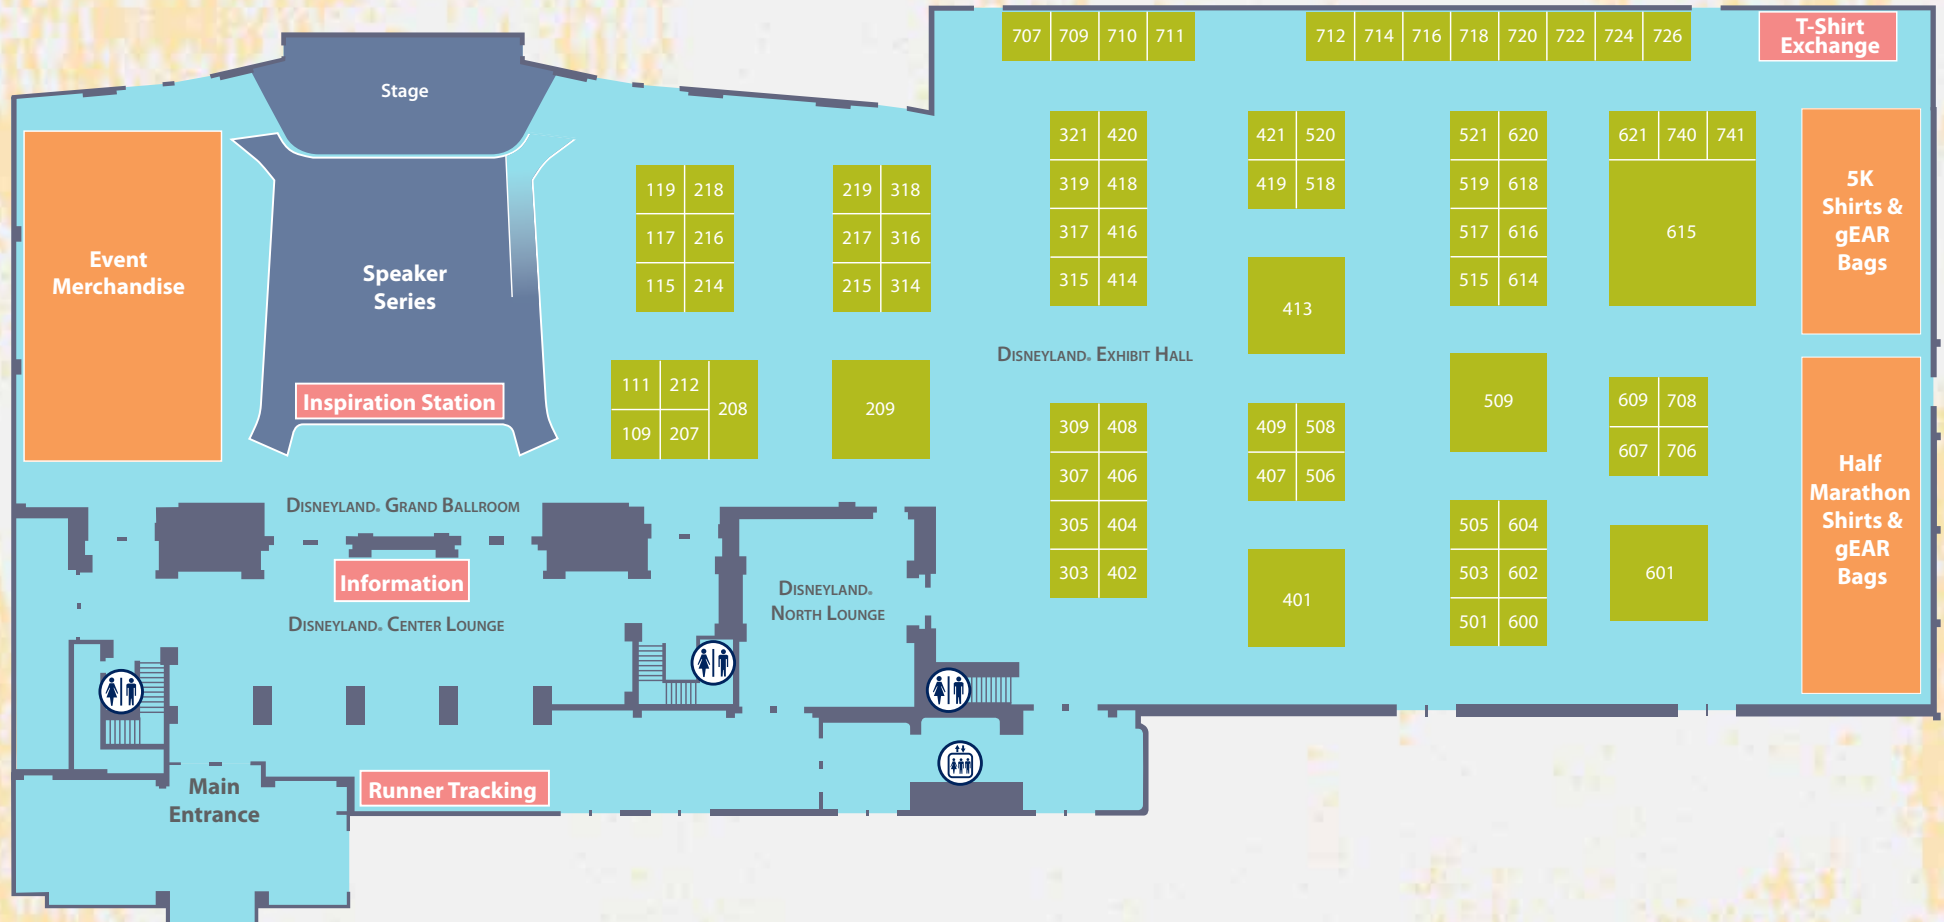 707 709 710 711
712 714 716 718 720 722 724 726
T-Shirt
Exchange
Stage
321 420
421 520
521 620
621 740 741
319 418
419 518
519 618
119 218
219 318
317 416
517 616
615
117 216
217 316
315 414
515 614
115 214
215 314
413
5K
Shirts &
gEAR
Bags
Event
Merchandise
Speaker
Series
Inspiration Station
DISNEYLAND® EXHIBIT HALL
111 212
208
109 207
209
509
609 708
607 706
309 408
409 508
307 406
407 506
305 404
303 402
401
505 604
503 602
501 600
601
Half
Marathon
Shirts &
gEAR
Bags
DISNEYLAND® GRAND BALLROOM
Information
DISNEYLAND® CENTER LOUNGE
DISNEYLAND®
NORTH LOUNGE
Runner Tracking
Main
Entrance